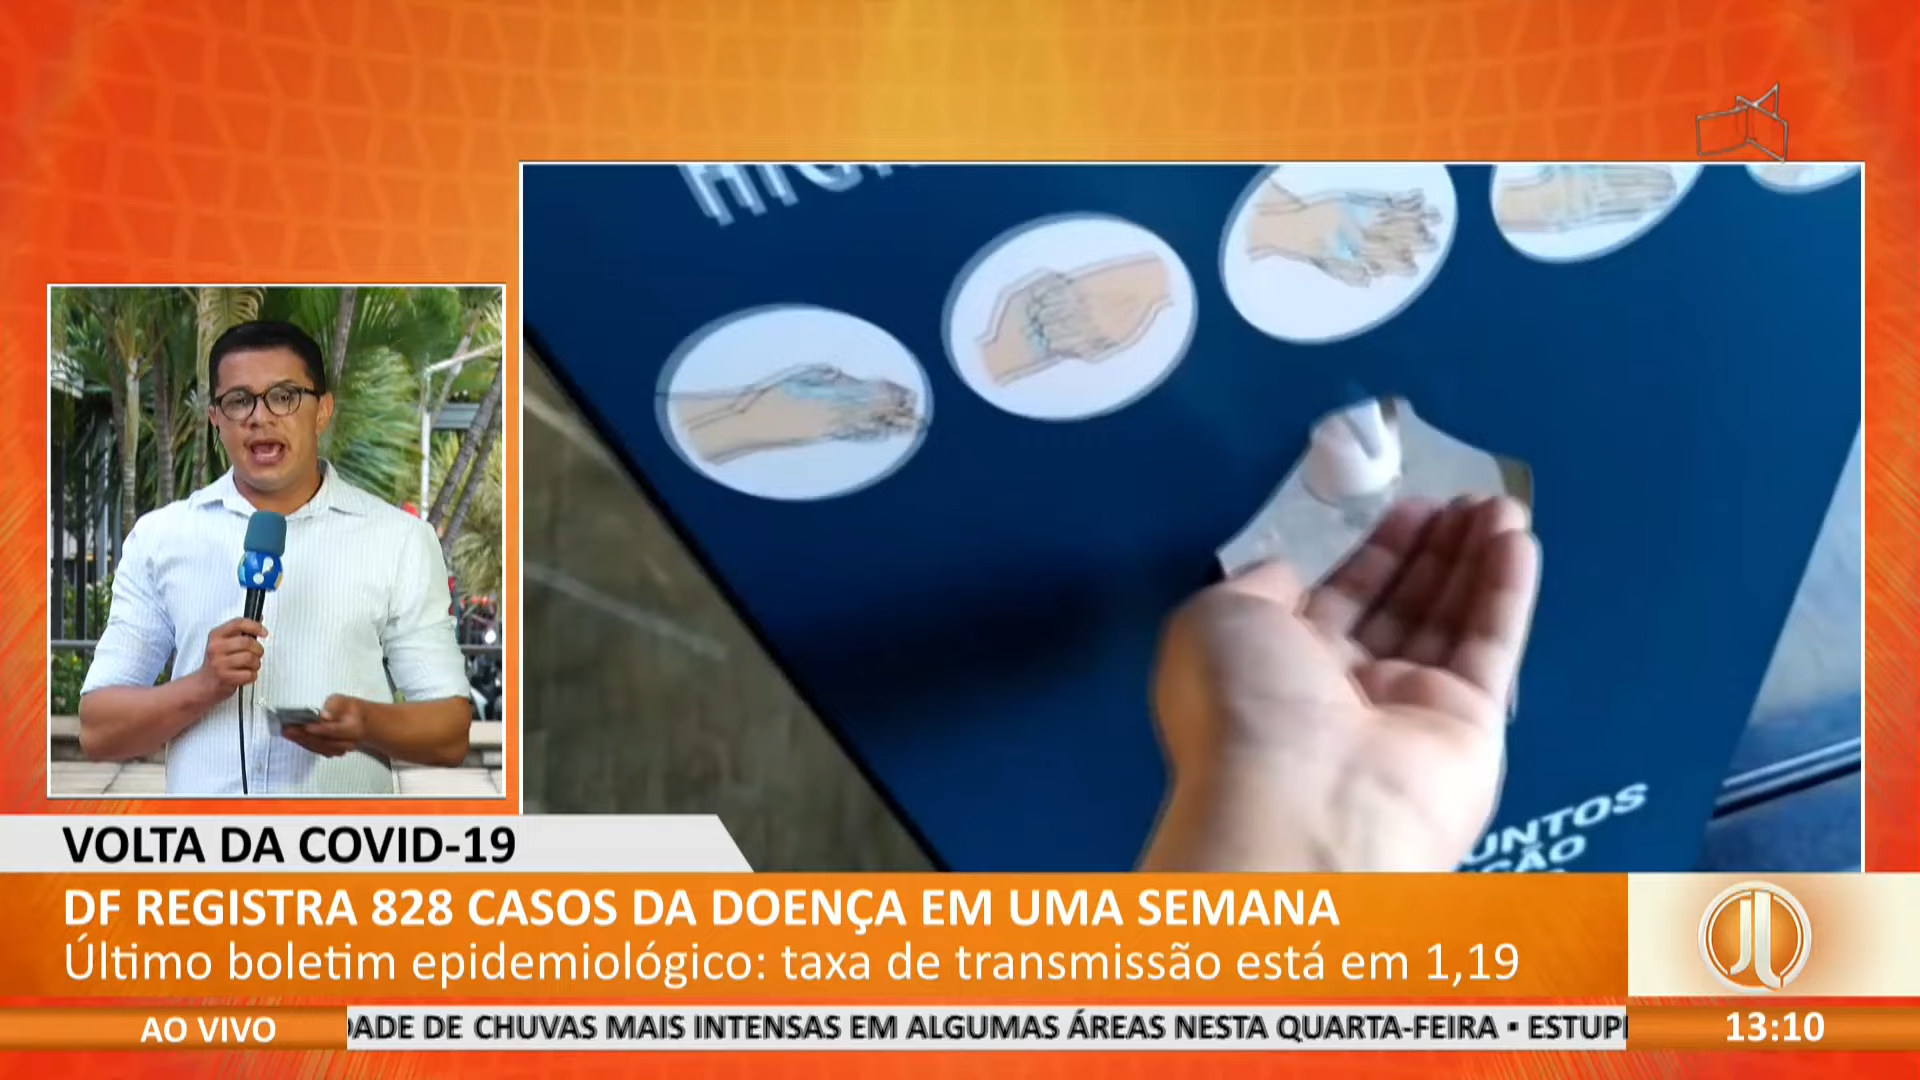 VOLTA DA COVID-19
DF REGISTRA 828 CASOS DA DOENÇA EM UMA SEMANA
Último boletim epidemiológico: taxa de transmissão está em 1,19
AO VIVO
DADE DE CHUVAS MAIS INTENSAS EM ALGUMAS ÁREAS NESTA QUARTA-FEIRA • ESTUP
13:10